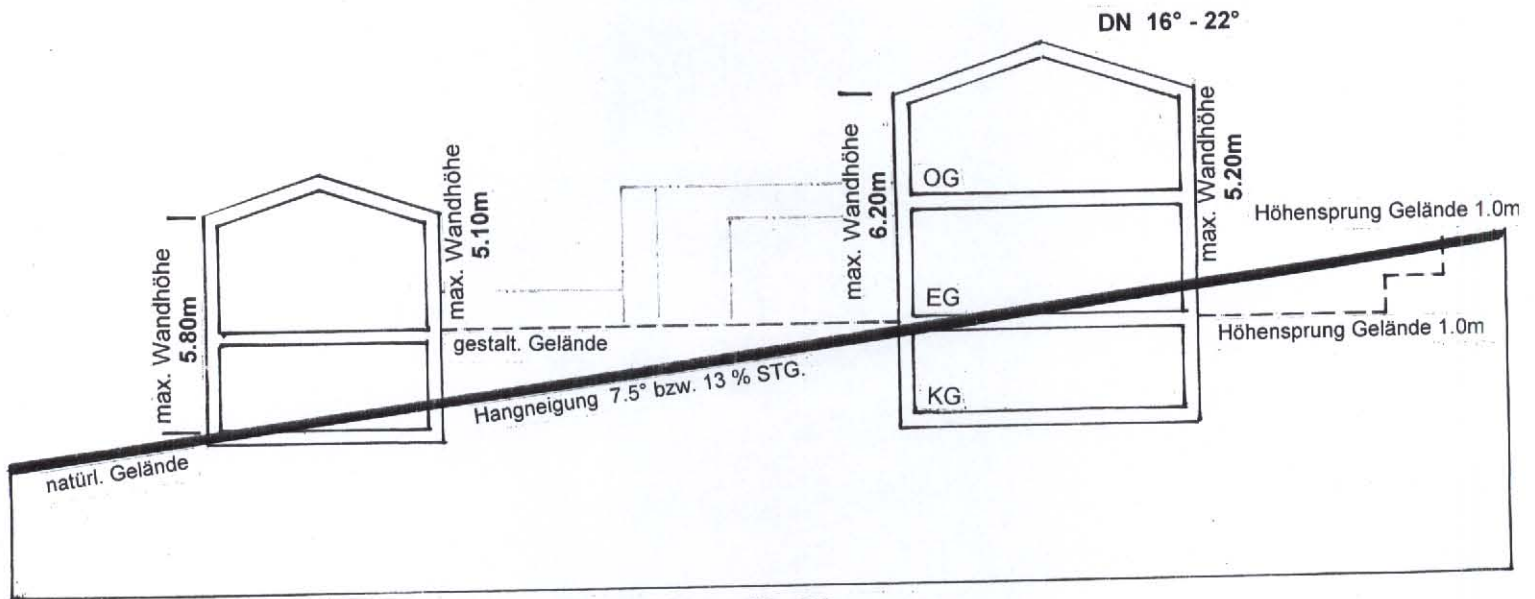 DN 16° - 22°
max. Wandhöhe
5.80m
max. Wandhöhe
5.10m
max. Wandhöhe
6.20m
max. Wandhöhe
5.20m
OG
EG
KG
Höhensprung Gelände 1.0m
Höhensprung Gelände 1.0m
gestalt. Gelände
Hangneigung 7.5° bzw. 13 % STG.
natürl. Gelände